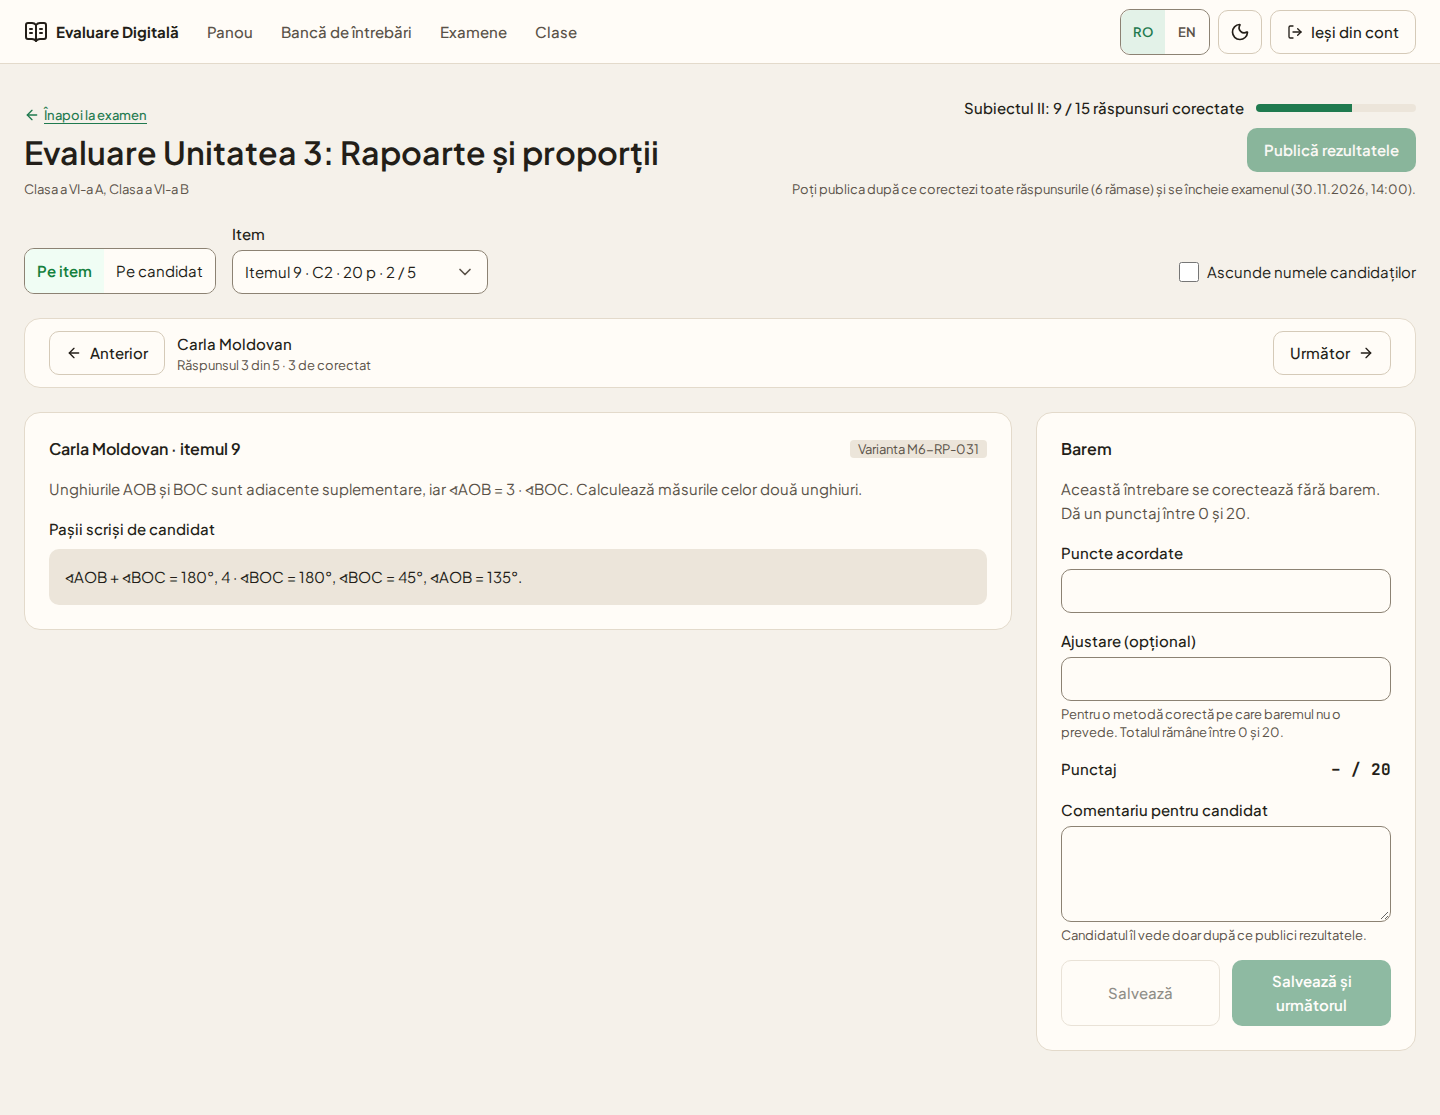 Evaluare Digitală
Panou
Bancă de întrebări
Examene
Clase
RO
EN
Ieși din cont
Înapoi la examen
Evaluare Unitatea 3: Rapoarte și proporții
Clasa a VI-a A, Clasa a VI-a B
Subiectul II: 9 / 15 răspunsuri corectate
Publică rezultatele
Poți publica după ce corectezi toate răspunsurile (6 rămase) și se încheie examenul (30.11.2026, 14:00).
Pe item
Pe candidat
Item
Itemul 9 · C2 · 20 p · 2 / 5
Ascunde numele candidaților
Anterior
Carla Moldovan
Răspunsul 3 din 5 · 3 de corectat
Următor
Carla Moldovan · itemul 9
Varianta M6-RP-031
Unghiurile AOB și BOC sunt adiacente suplementare, iar ∢AOB = 3 · ∢BOC. Calculează măsurile celor două unghiuri.
Pașii scriși de candidat
∢AOB + ∢BOC = 180°, 4 · ∢BOC = 180°, ∢BOC = 45°, ∢AOB = 135°.
Barem
Această întrebare se corectează fără barem.
Dă un punctaj între 0 și 20.
Puncte acordate
Ajustare (opțional)
Pentru o metodă corectă pe care baremul nu o
prevede. Totalul rămâne între 0 și 20.
Punctaj
- / 20
Comentariu pentru candidat
Candidatul îl vede doar după ce publici rezultatele.
Salvează
Salvează și
următorul